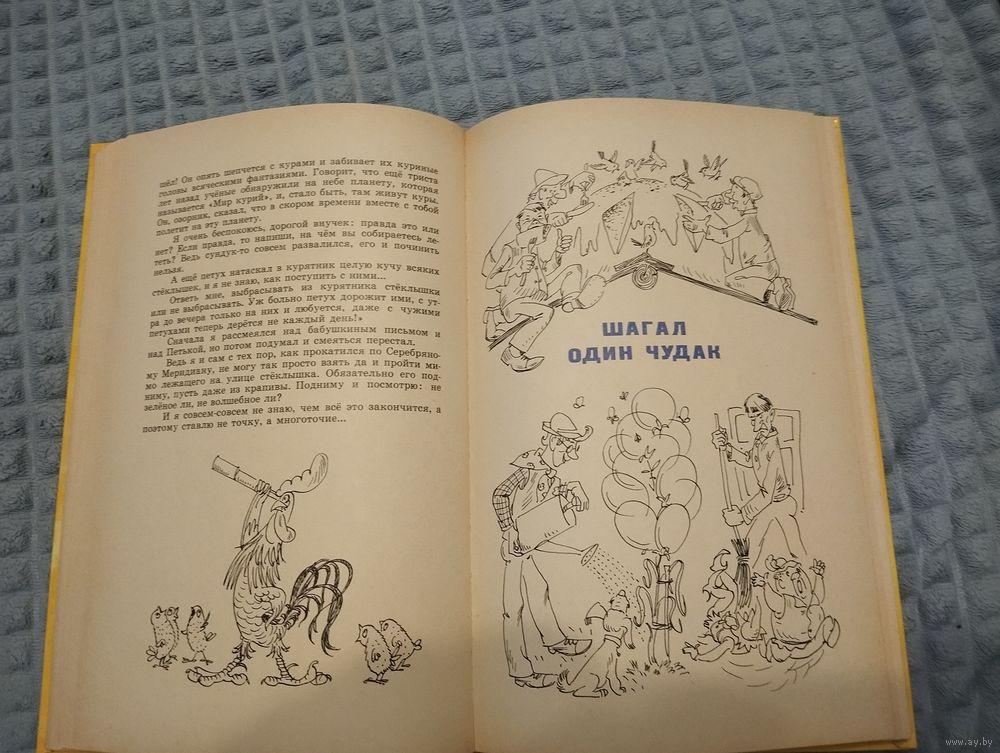 шёл! Он опять шепчется с курами и забивает их куриные
головы всяческими фантазиями. Говорит, что ещё триста
лет назад учёные обнаружили на небе планету, которая
называется «Мир курий», и, стало быть, там живут куры.
Он, озорник, сказал, что в скором времени вместе с тобой
полетит на эту планету.
Я очень беспокоюсь, дорогой внучек: правда это или
нет? Если правда, то напиши, на чём вы собираетесь ле-
теть? Ведь сундук-то совсем развалился, его и починить
нельзя.
А ещё петух натаскал в курятник целую кучу всяких
стёклышек, и я не знаю, как поступить с ними...
Ответь мне, выбрасывать из курятника стёклышки
или не выбрасывать. Уж больно петух дорожит ими, с ут-
ра до вечера только на них и любуется, даже с чужими
петухами теперь дерётся не каждый день!»
Сначала я рассмеялся над бабушкиным письмом и
над Петькой, но потом подумал и смеяться перестал.
Ведь я и сам с тех пор, как прокатился по Серебряно-
му Меридиану, не могу так просто взять да и пройти ми-
мо лежащего на улице стёклышка. Обязательно его под-
ниму, пусть даже из крапивы. Подниму и посмотрю: не
зелёное ли, не волшебное ли?
И я совсем-совсем не знаю, чем всё это закончится, а
поэтому ставлю не точку, а многоточие...
ШАГАЛ
ОДИН ЧУДАК
www.ay.by